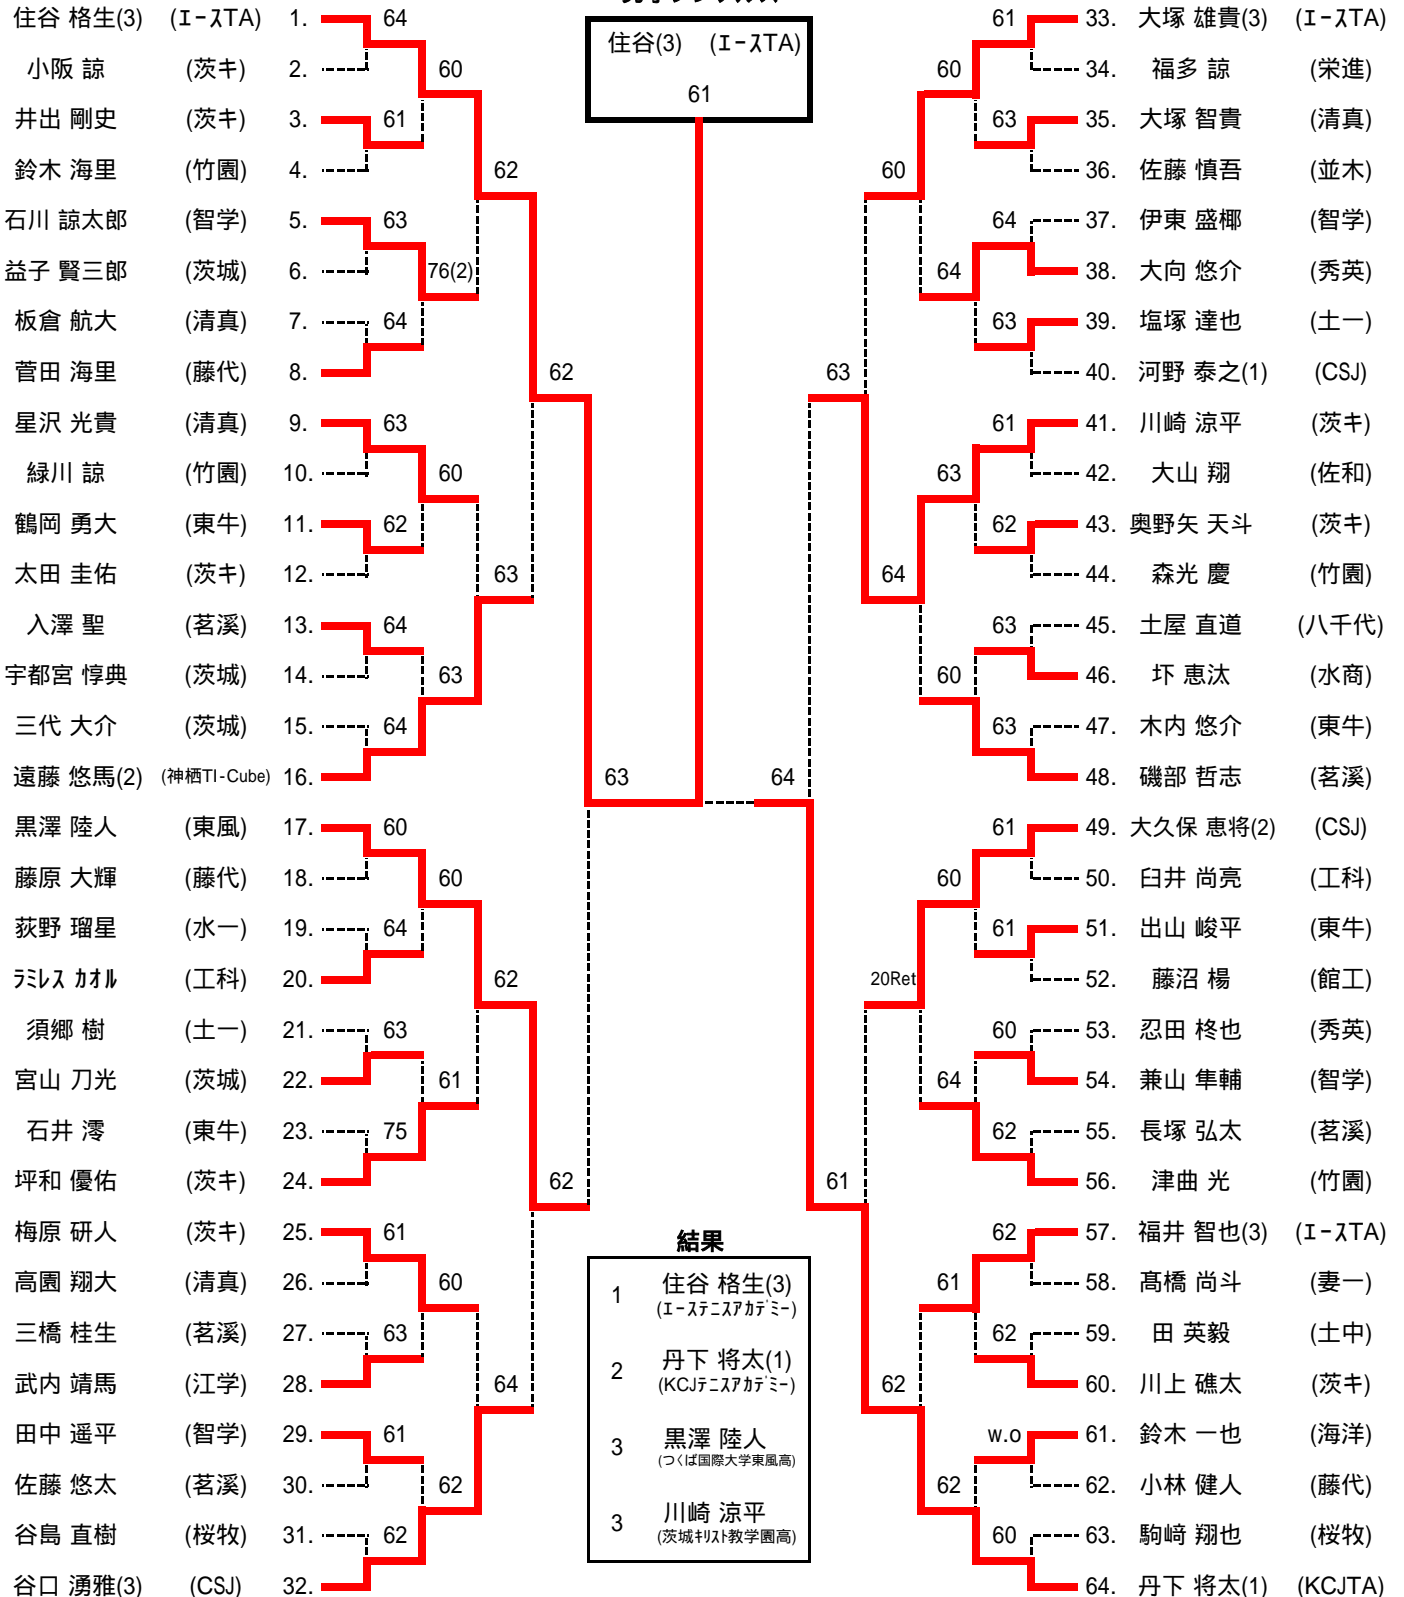 住谷(3) (エースTA)
61
住谷 格生(3) (エースTA) 1.
小阪 諒 (茨キ) 2.
井出 剛史 (茨キ) 3.
鈴木 海里 (竹園) 4.
石川 諒太郎 (智学) 5.
益子 賢三郎 (茨城) 6.
板倉 航大 (清真) 7.
菅田 海里 (藤代) 8.
星沢 光貴 (清真) 9.
緑川 諒 (竹園) 10.
鶴岡 勇大 (東牛) 11.
太田 圭佑 (茨キ) 12.
入澤 聖 (茗溪) 13.
宇都宮 惇典 (茨城) 14.
三代 大介 (茨城) 15.
遠藤 悠馬(2) (神栖TI-Cube) 16.
黒澤 陸人 (東風) 17.
藤原 大輝 (藤代) 18.
荻野 瑠星 (水一) 19.
ラミレス カオル (工科) 20.
須郷 樹 (土一) 21.
宮山 刀光 (茨城) 22.
石井 澪 (東牛) 23.
坪和 優佑 (茨キ) 24.
梅原 研人 (茨キ) 25.
高園 翔大 (清真) 26.
三橋 桂生 (茗溪) 27.
武内 靖馬 (江学) 28.
田中 遥平 (智学) 29.
佐藤 悠太 (茗溪) 30.
谷島 直樹 (桜牧) 31.
谷口 湧雅(3) (CSJ) 32.
64
61
63
64
63
62
64
64
60
64
63
75
61
63
61
62
60
76(2)
60
63
60
61
60
62
62
63
62
64
62
62
63
33. 大塚 雄貴(3) (エースTA)
34. 福多 諒 (栄進)
35. 大塚 智貴 (清真)
36. 佐藤 慎吾 (並木)
37. 伊東 盛椰 (智学)
38. 大向 悠介 (秀英)
39. 塩塚 達也 (土一)
40. 河野 泰之(1) (CSJ)
41. 川崎 涼平 (茨キ)
42. 大山 翔 (佐和)
43. 奥野矢 天斗 (茨キ)
44. 森光 慶 (竹園)
45. 土屋 直道 (八千代)
46. 圷 恵汰 (水商)
47. 木内 悠介 (東牛)
48. 磯部 哲志 (茗溪)
49. 大久保 恵将(2) (CSJ)
50. 臼井 尚亮 (工科)
51. 出山 峻平 (東牛)
52. 藤沼 楊 (館工)
53. 忍田 柊也 (秀英)
54. 兼山 隼輔 (智学)
55. 長塚 弘太 (茗溪)
56. 津曲 光 (竹園)
57. 福井 智也(3) (エースTA)
58. 髙橋 尚斗 (妻一)
59. 田 英毅 (土中)
60. 川上 礁太 (茨キ)
61. 鈴木 一也 (海洋)
62. 小林 健人 (藤代)
63. 駒﨑 翔也 (桜牧)
64. 丹下 将太(1) (KCJTA)
61
63
64
63
61
62
63
63
61
61
60
62
62
62
w.o
60
60
64
63
60
60
64
61
62
60
64
20Ret
62
63
61
64
結果
1 住谷 格生(3)
(エーステニスアカデミー)
2 丹下 将太(1)
(KCJテニスアカデミー)
3 黒澤 陸人
(つくば国際大学東風高)
3 川崎 涼平
(茨城キリスト教学園高)